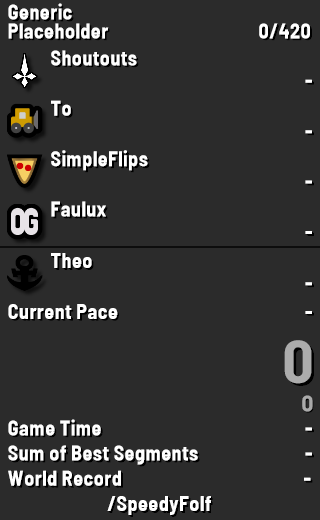 Generic
Placeholder 0/420
Shoutouts
-
To
-
SimpleFlips
-
OG Faulux
-
Theo
-
Current Pace -
0
0
Game Time -
Sum of Best Segments -
World Record -
/SpeedyFolf